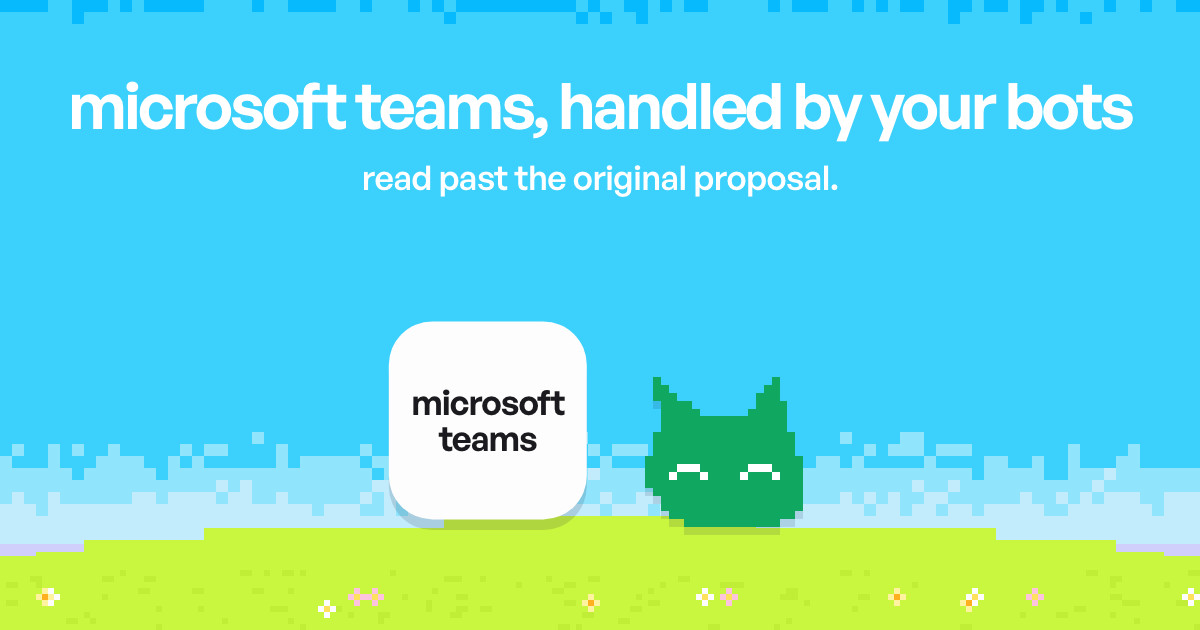 microsoft teams, handled by your bots
read past the original proposal.
microsoft
teams